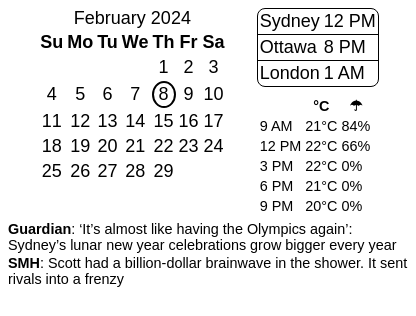 February 2024
Su Mo Tu We Th Fr Sa
1 2 3
4 5 6 7 8 9 10
11 12 13 14 15 16 17
18 19 20 21 22 23 24
25 26 27 28 29
Sydney 12 PM
Ottawa 8 PM
London 1 AM
°C ☂
9 AM 21°C 84%
12 PM 22°C 66%
3 PM 22°C 0%
6 PM 21°C 0%
9 PM 20°C 0%
Guardian: ‘It’s almost like having the Olympics again’:
Sydney’s lunar new year celebrations grow bigger every year
SMH: Scott had a billion-dollar brainwave in the shower. It sent
rivals into a frenzy